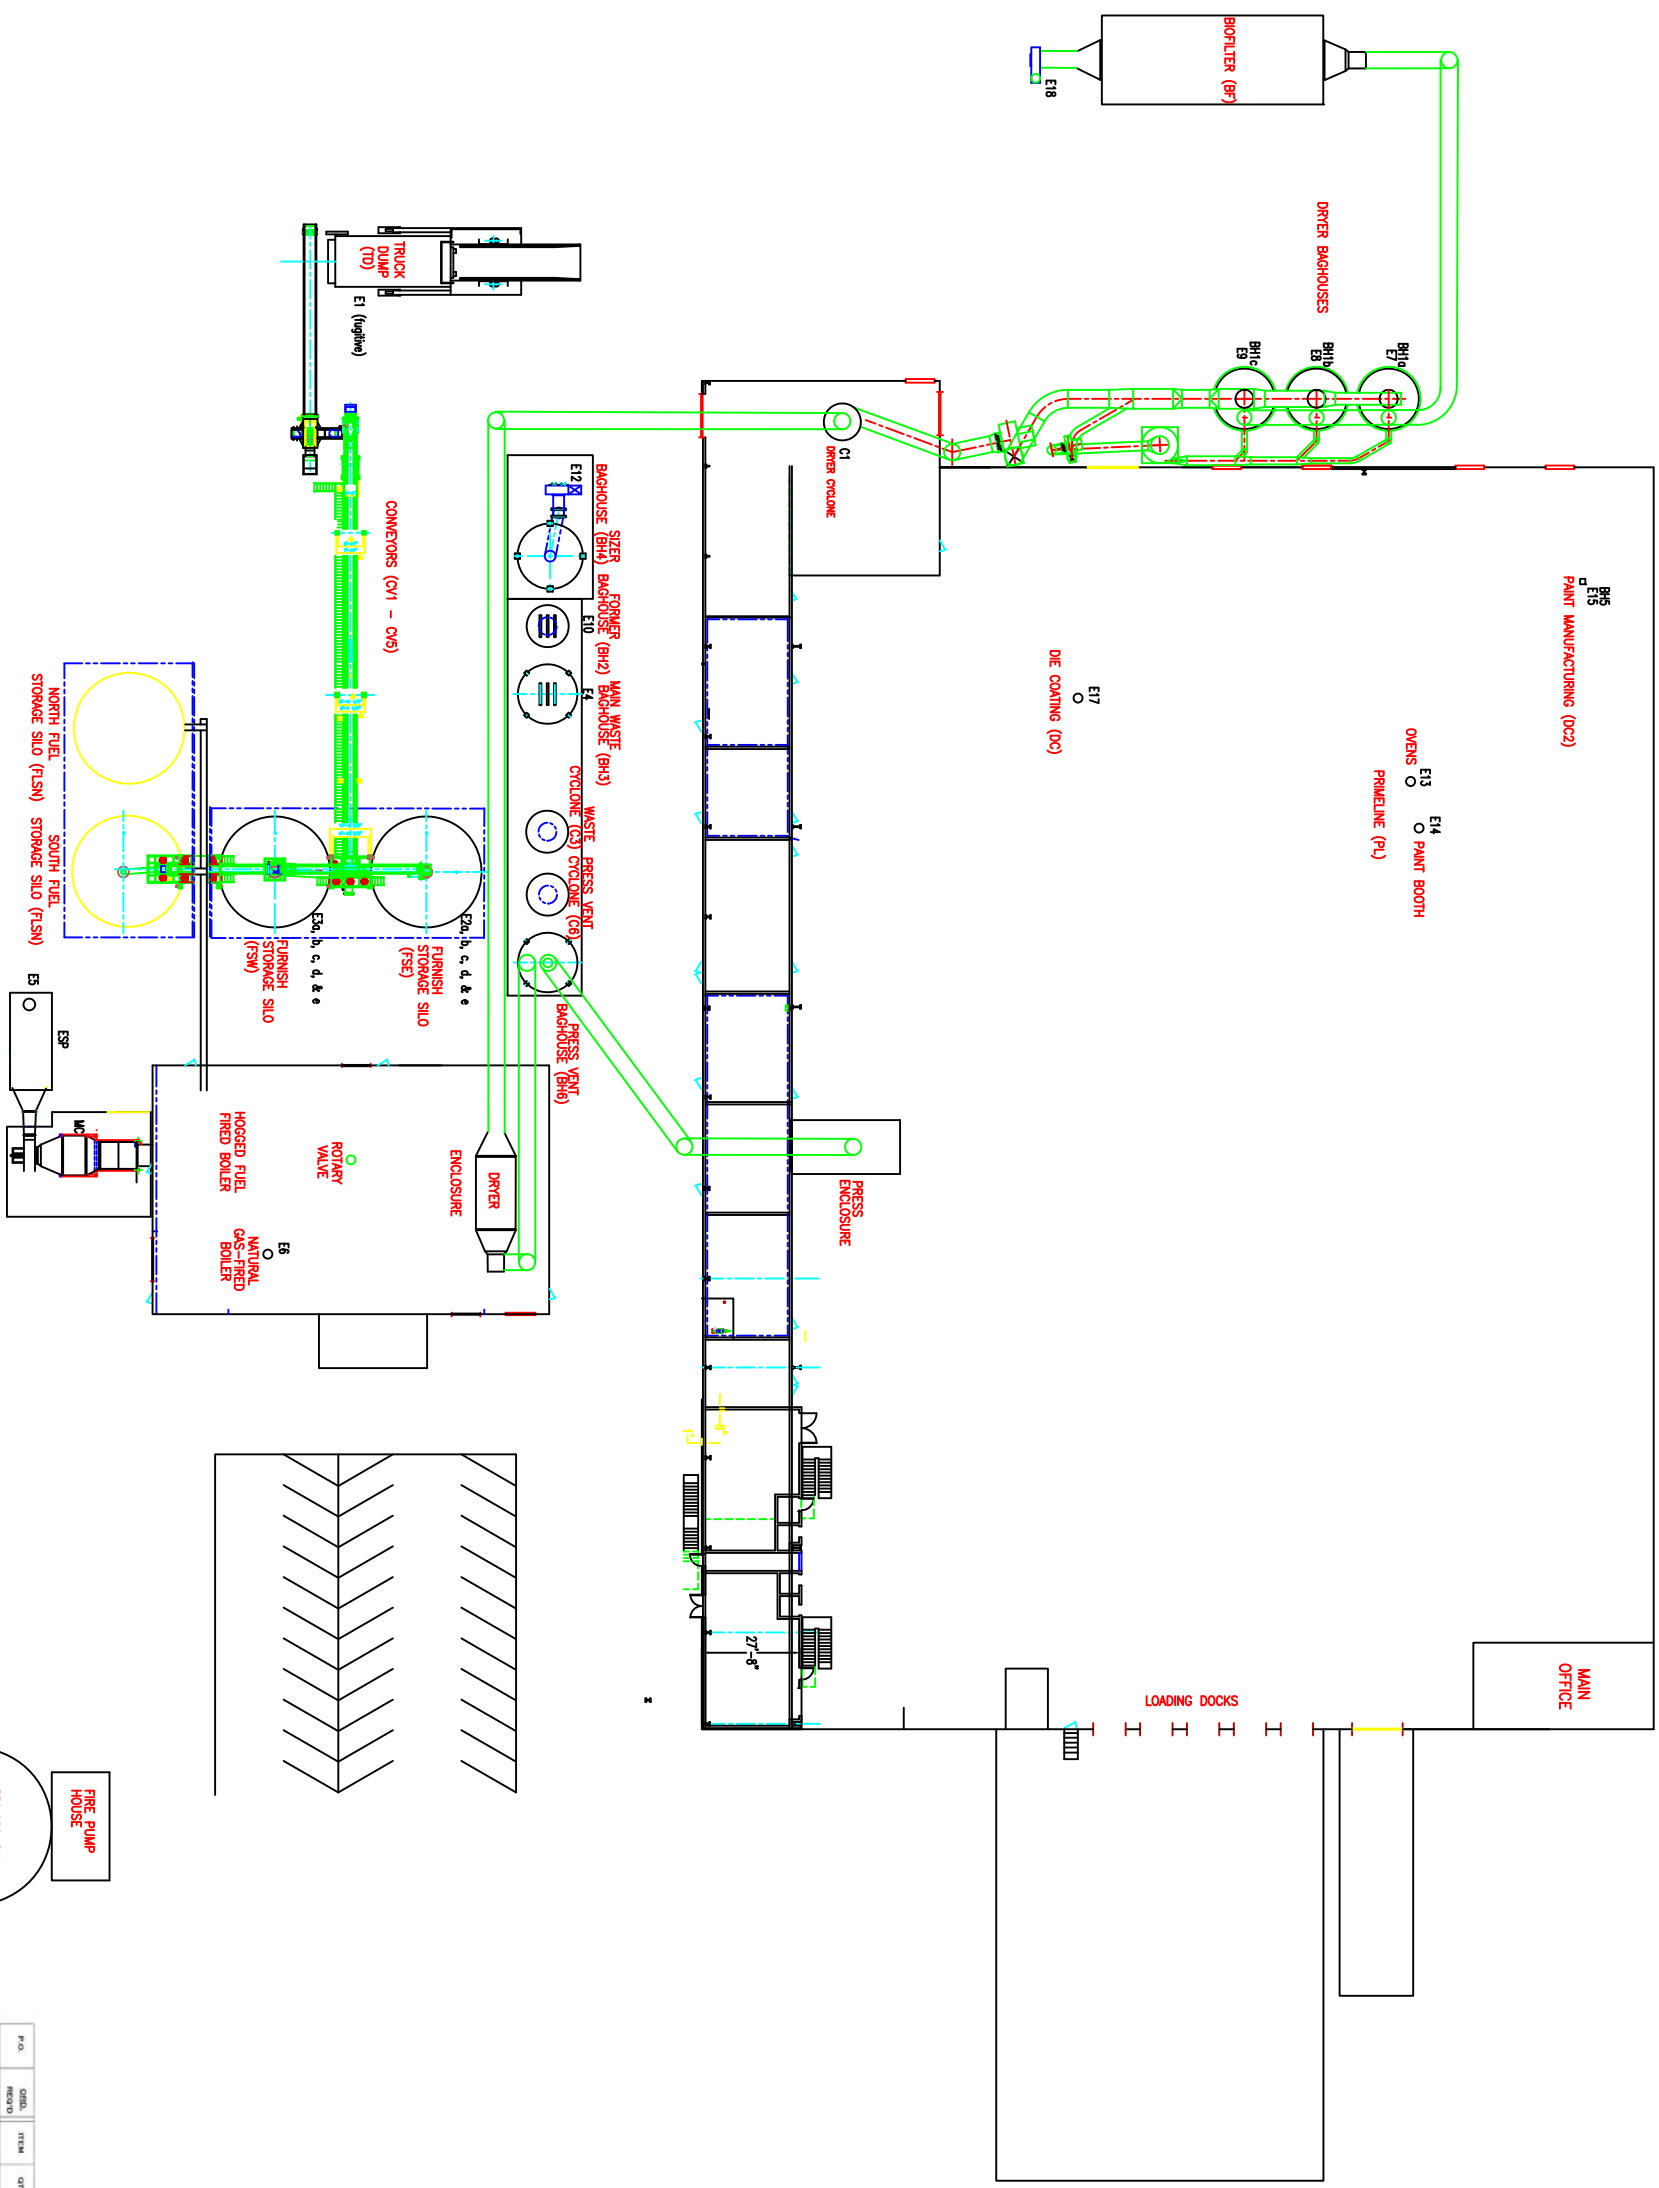 BIOFILTER (BF)
E18
DRYER BAGHOUSES
BH1a
E7
BH1b
E8
BH1c
E9
TRUCK
DUMP
(TD)
E1 (fugitive)
C1
DRYER CYCLONE
CONVEYORS (CV1 - CV5)
E12
SIZER
BAGHOUSE (BH4)
E10
FORMER
BAGHOUSE (BH2)
E4
MAIN WASTE
BAGHOUSE (BH3)
WASTE
CYCLONE (C3)
PRESS VENT
CYCLONE (C6)
PRESS VENT
BAGHOUSE (BH6)
BH5
E15
PAINT MANUFACTURING (DC2)
E17
DIE COATING (DC)
OVENS
E13
PRIMELINE (PL)
E14
PAINT BOOTH
NORTH FUEL
STORAGE SILO (FLSN)
SOUTH FUEL
STORAGE SILO (FLSN)
E3a, b, c, d, & e
FURNISH
STORAGE SILO
(FSW)
E2a, b, c, d, & e
FURNISH
STORAGE SILO
(FSE)
E5
ESP
MC
HOGGED FUEL
FIRED BOILER
ROTARY
VALVE
ENCLOSURE
DRYER
E6
NATURAL
GAS-FIRED
BOILER
PRESS
ENCLOSURE
27'-8"
LOADING DOCKS
MAIN
OFFICE
FIRE PUMP
HOUSE
P.O.
ORD.
REQ'D
ITEM